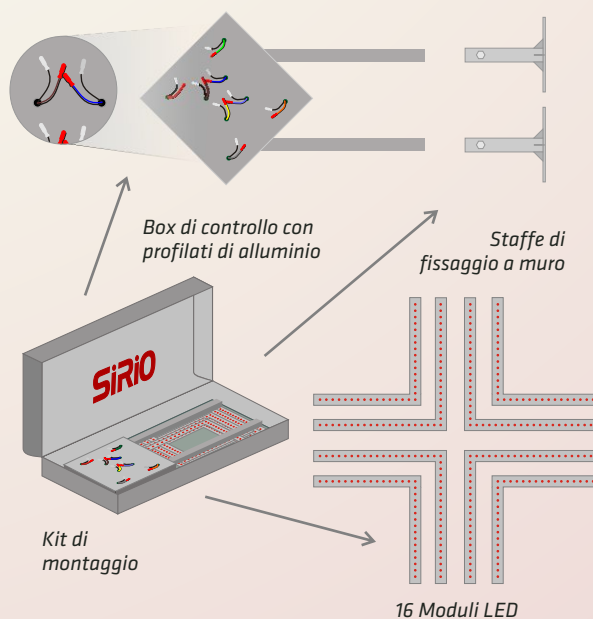 Box di controllo con
profilati di alluminio
Staffe di
fissaggio a muro
SiRiO
Kit di
montaggio
16 Moduli LED